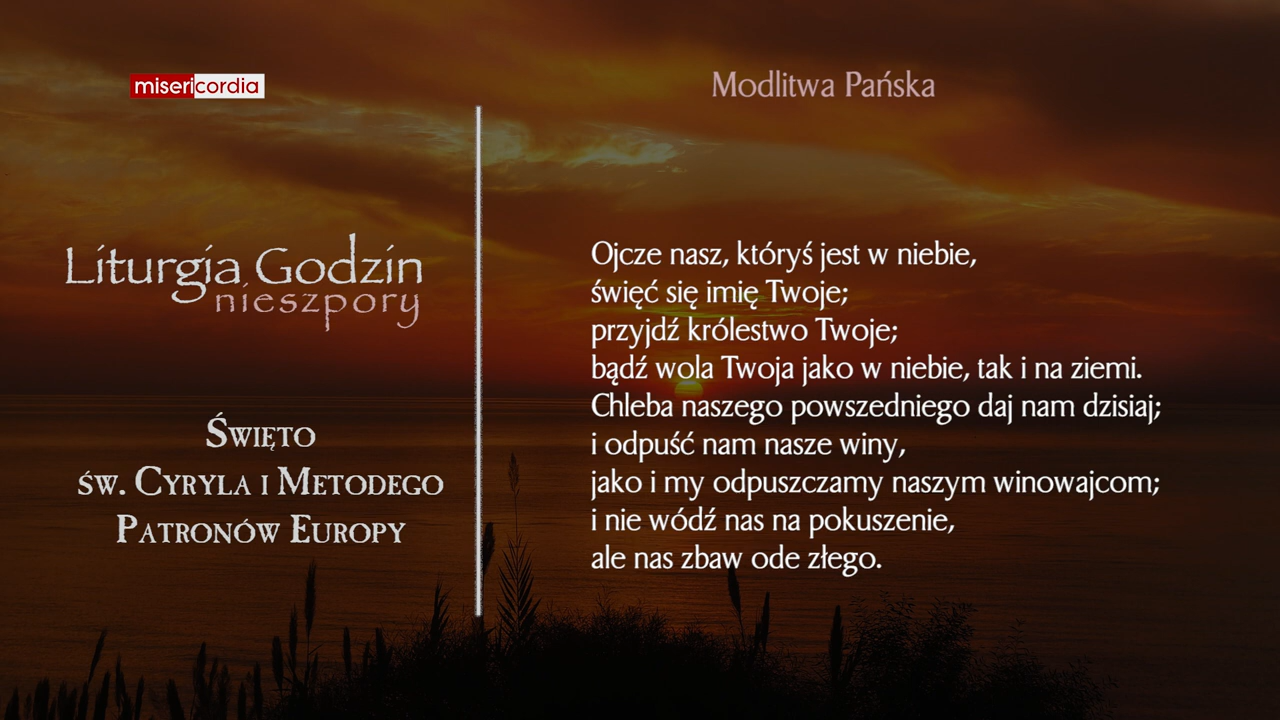 misericordia
Liturgia Godzin
nieszpory
Święto
św. Cyryla i Metodego
Patronów Europy
Modlitwa Pańska
Ojcze nasz, któryś jest w niebie,
święć się imię Twoje;
przyjdź królestwo Twoje;
bądź wola Twoja jako w niebie, tak i na ziemi.
Chleba naszego powszedniego daj nam dzisiaj;
i odpuść nam nasze winy,
jako i my odpuszczamy naszym winowajcom;
i nie wódź nas na pokuszenie,
ale nas zbaw ode złego.